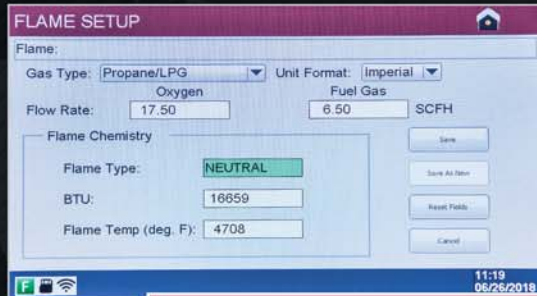 FLAME SETUP
Flame:
Gas Type: Propane/LPG Unit Format: Imperial
Oxygen Fuel Gas
Flow Rate: 17.50 6.50 SCFH
Flame Chemistry
Save
Flame Type: NEUTRAL
Save As New
BTU: 16659
Reset Fields
Flame Temp (deg. F): 4708
Cancel
F 11:19
06/26/2018